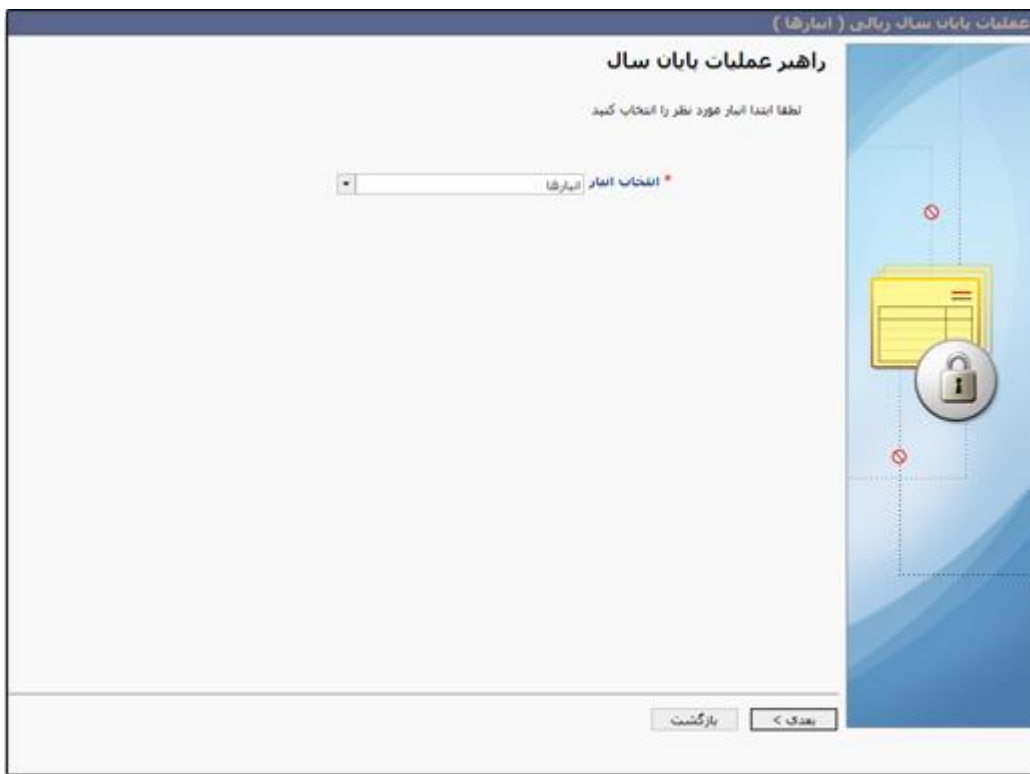 عملیات پایان سال ریالی ( انبارها )
راهبر عملیات پایان سال
لطفا ابتدا انبار مورد نظر را انتخاب کنید
* انتخاب انبار انبارها
بعدی > بازگشت